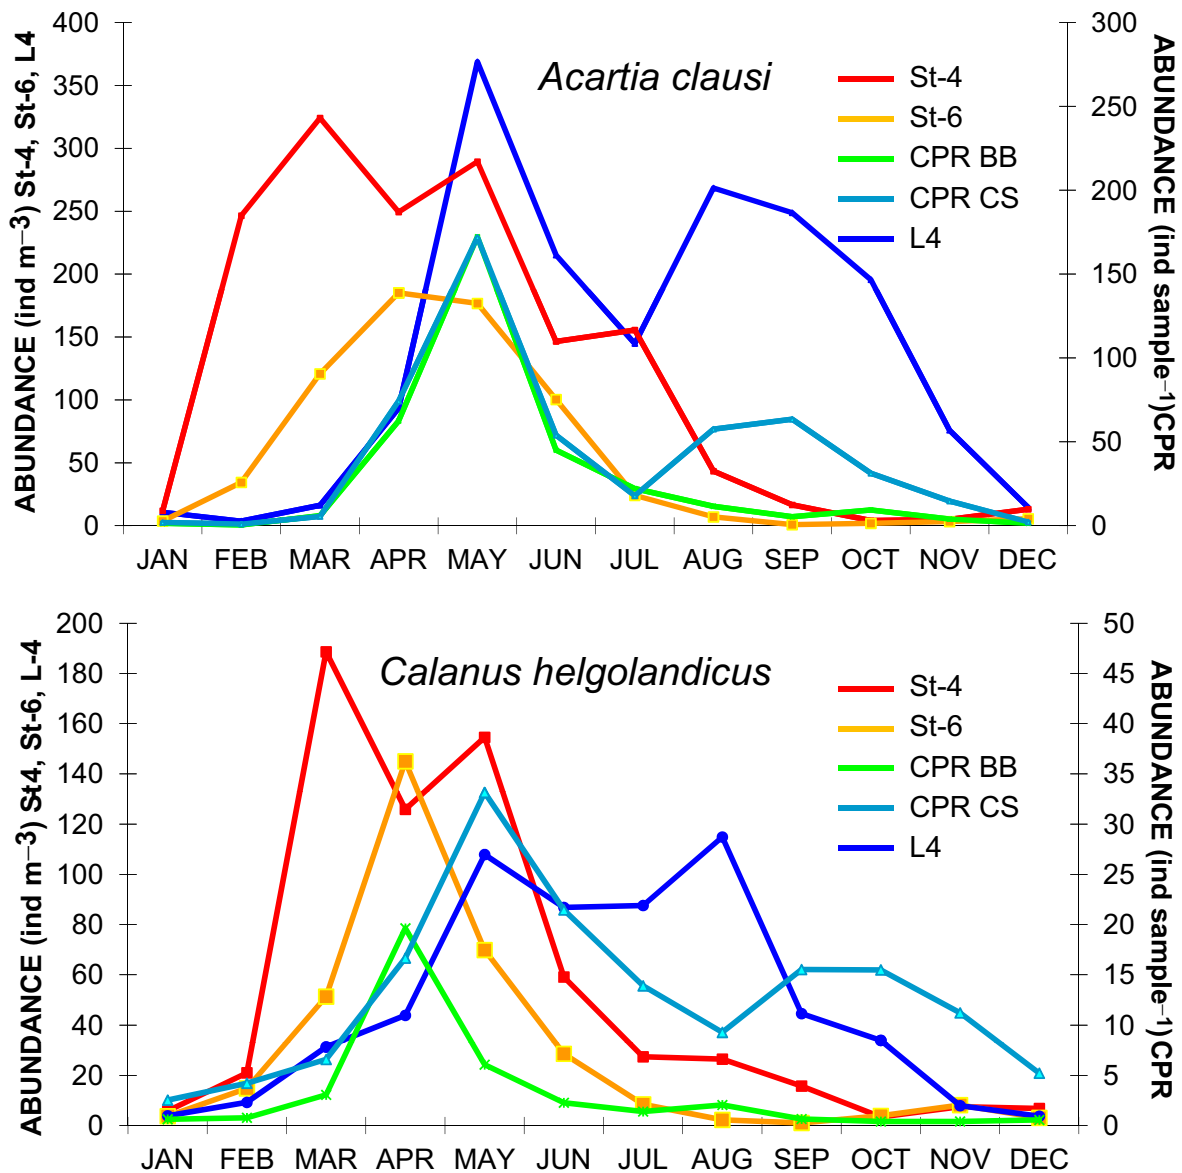 ABUNDANCE (ind m⁻³) St-4, St-6, L4
400
350
300
250
200
150
100
50
0
Acartia clausi
St-4
St-6
CPR BB
CPR CS
L4
300
250
200
150
100
50
0
ABUNDANCE (ind sample⁻¹)CPR
JAN FEB MAR APR MAY JUN JUL AUG SEP OCT NOV DEC
ABUNDANCE (ind m⁻³) St4, St-6, L-4
200
180
160
140
120
100
80
60
40
20
0
Calanus helgolandicus
St-4
St-6
CPR BB
CPR CS
L4
50
45
40
35
30
25
20
15
10
5
0
ABUNDANCE (ind sample⁻¹)CPR
JAN FEB MAR APR MAY JUN JUL AUG SEP OCT NOV DEC